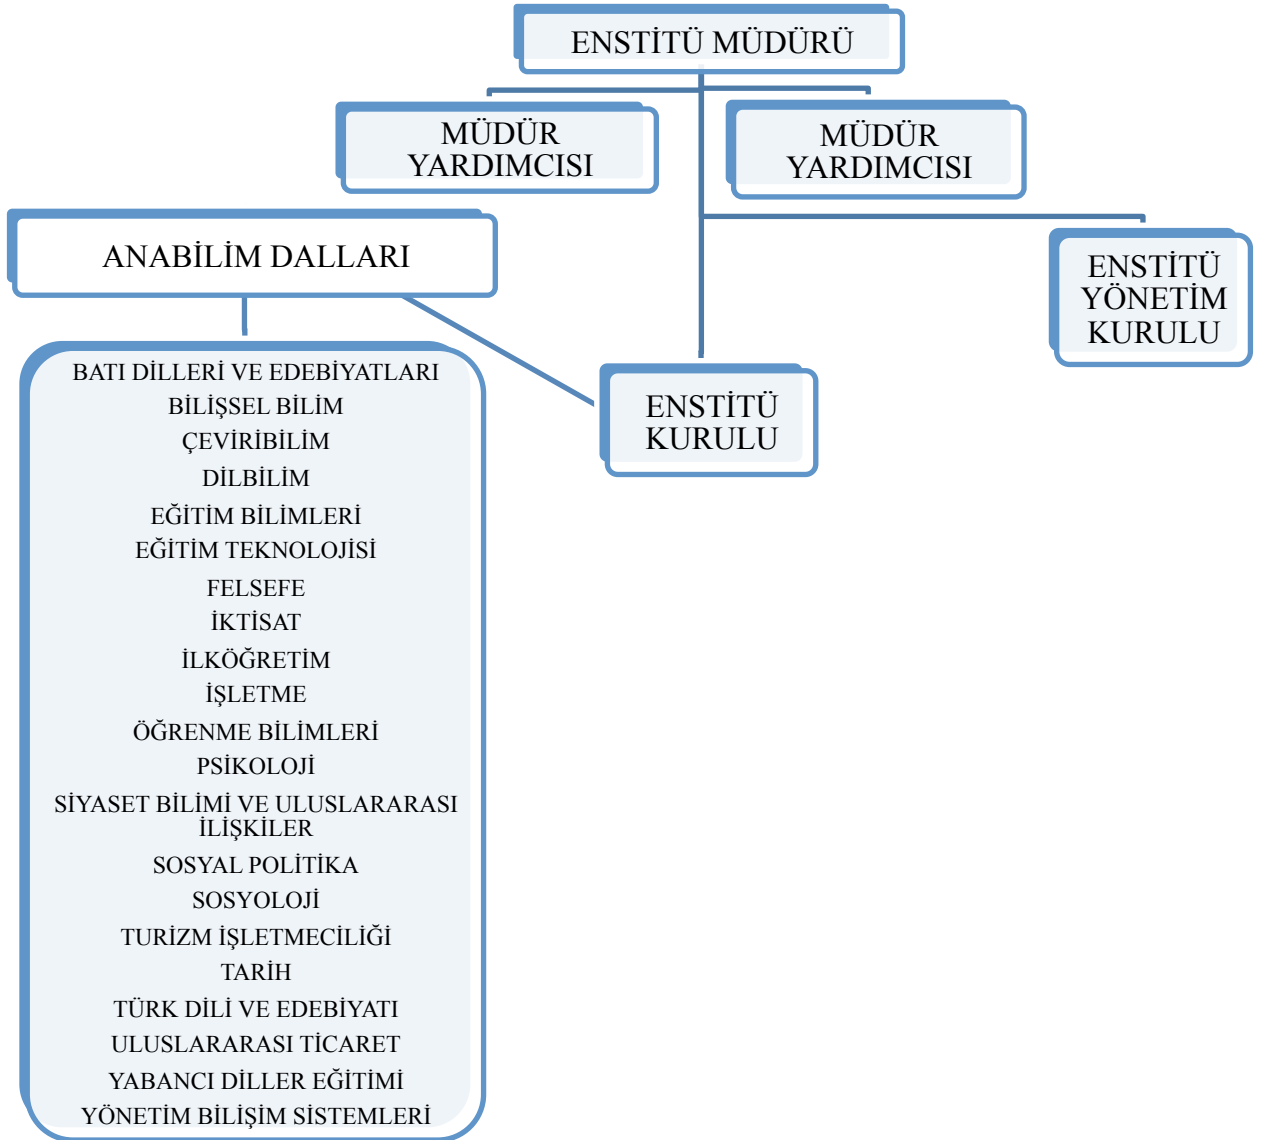 ENSTİTÜ MÜDÜRÜ
MÜDÜR
YARDIMCISI
MÜDÜR
YARDIMCISI
ANABİLİM DALLARI
ENSTİTÜ
YÖNETİM
KURULU
ENSTİTÜ
KURULU
BATI DİLLERİ VE EDEBİYATLARI
BİLİŞSEL BİLİM
ÇEVİRİBİLİM
DİLBİLİM
EĞİTİM BİLİMLERİ
EĞİTİM TEKNOLOJİSİ
FELSEFE
İKTİSAT
İLKÖĞRETİM
İŞLETME
ÖĞRENME BİLİMLERİ
PSİKOLOJİ
SİYASET BİLİMİ VE ULUSLARARASI
İLİŞKİLER
SOSYAL POLİTİKA
SOSYOLOJİ
TURİZM İŞLETMECİLİĞİ
TARİH
TÜRK DİLİ VE EDEBİYATI
ULUSLARARASI TİCARET
YABANCI DİLLER EĞİTİMİ
YÖNETİM BİLİŞİM SİSTEMLERİ